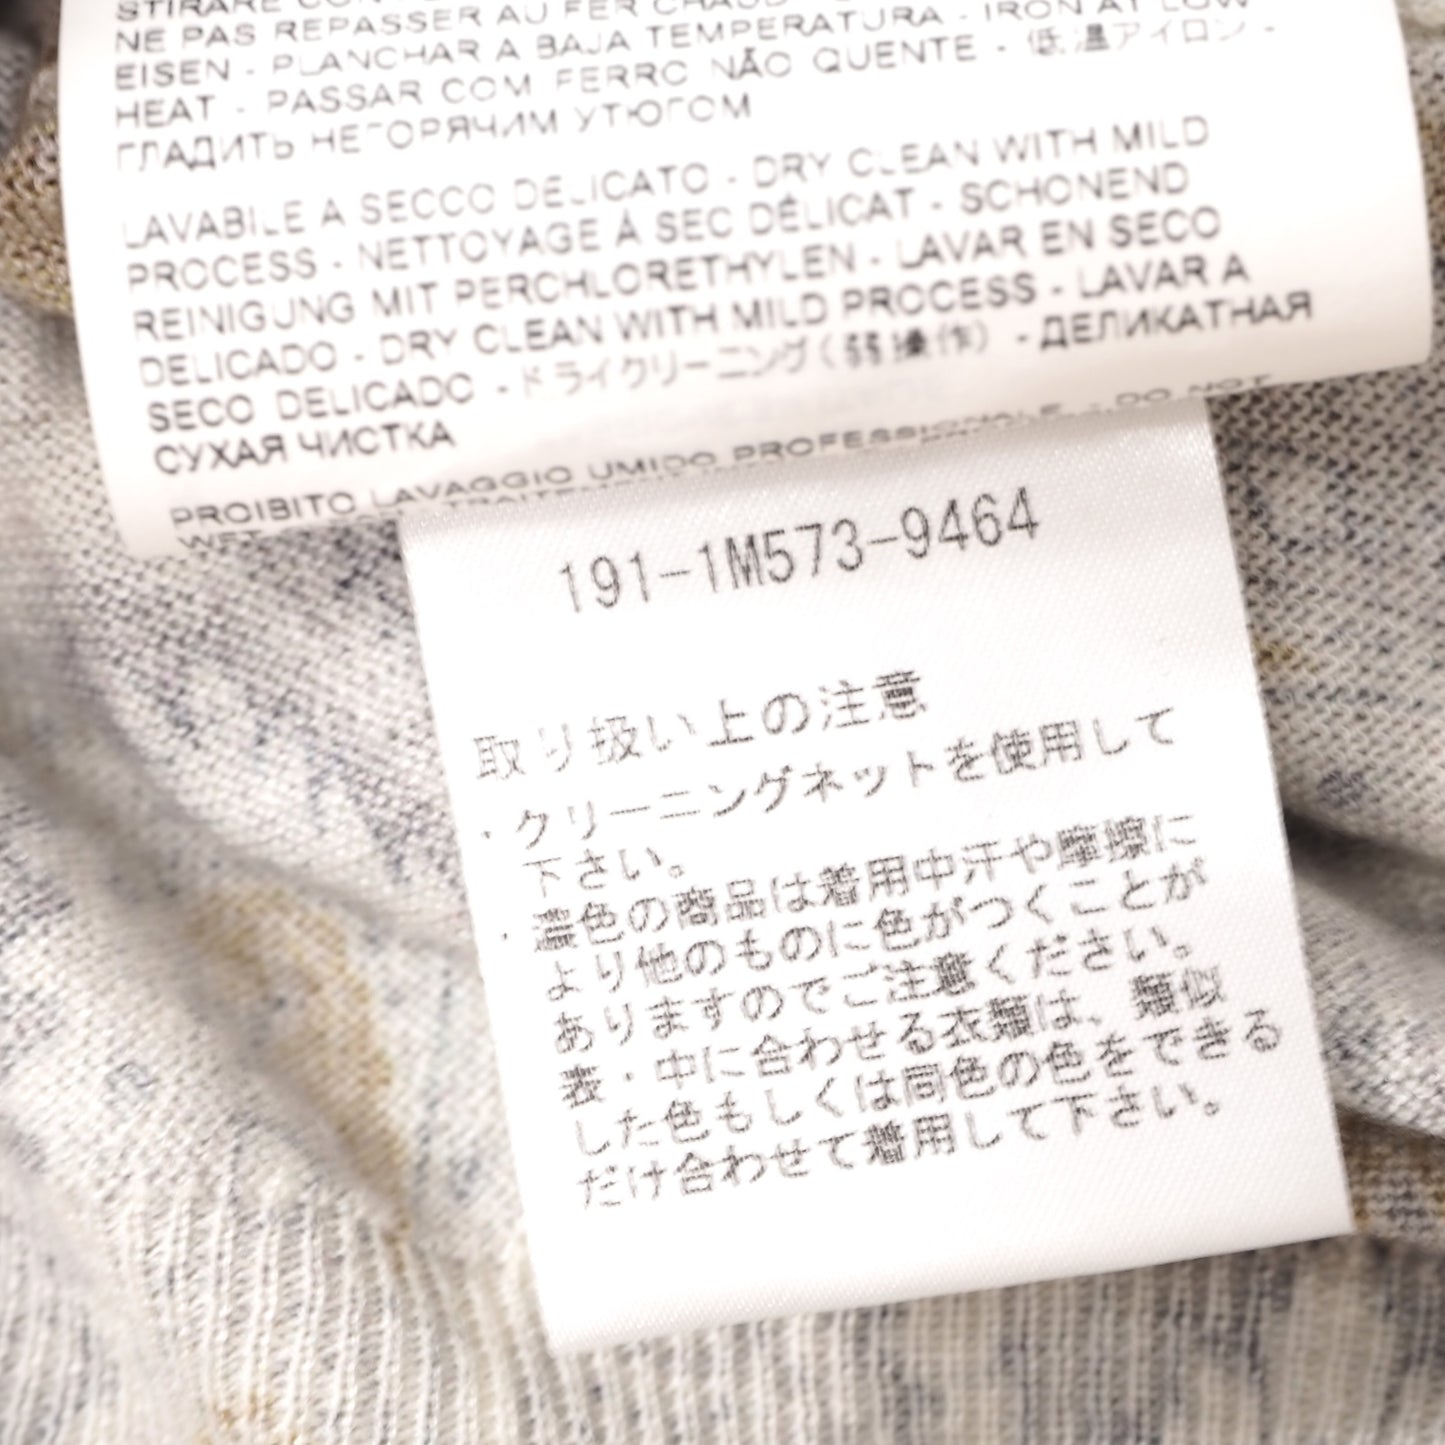 STIRARE CON
NE PAS REPASSER AU FER CHAUD
EISEN - PLANCHAR A BAJA TEMPERATURA - IRON AT LOW
HEAT - PASSAR COM FERRO NÃO QUENTE - 低温アイロン -
ГЛАДИТЬ НЕГОРЯЧИМ УТЮГОМ
LAVABILE A SECCO DELICATO - DRY CLEAN WITH MILD
PROCESS - NETTOYAGE À SEC DÉLICAT - SCHONEND
REINIGUNG MIT PERCHLORETHYLEN - LAVAR EN SECO
DELICADO - DRY CLEAN WITH MILD PROCESS - LAVAR A
SECO DELICADO - ドライクリーニング(弱操作) - ДЕЛИКАТНАЯ
СУХАЯ ЧИСТКА
PROIBITO LAVAGGIO UMIDO PROFESSIONALE - DO NOT
WET
191-1M573-9464
取り扱い上の注意
・クリーニングネットを使用して
下さい。
・濃色の商品は着用中汗や摩擦に
より他のものに色がつくことが
ありますのでご注意ください。
表・中に合わせる衣類は、類似
した色もしくは同色の色をできる
だけ合わせて着用して下さい。